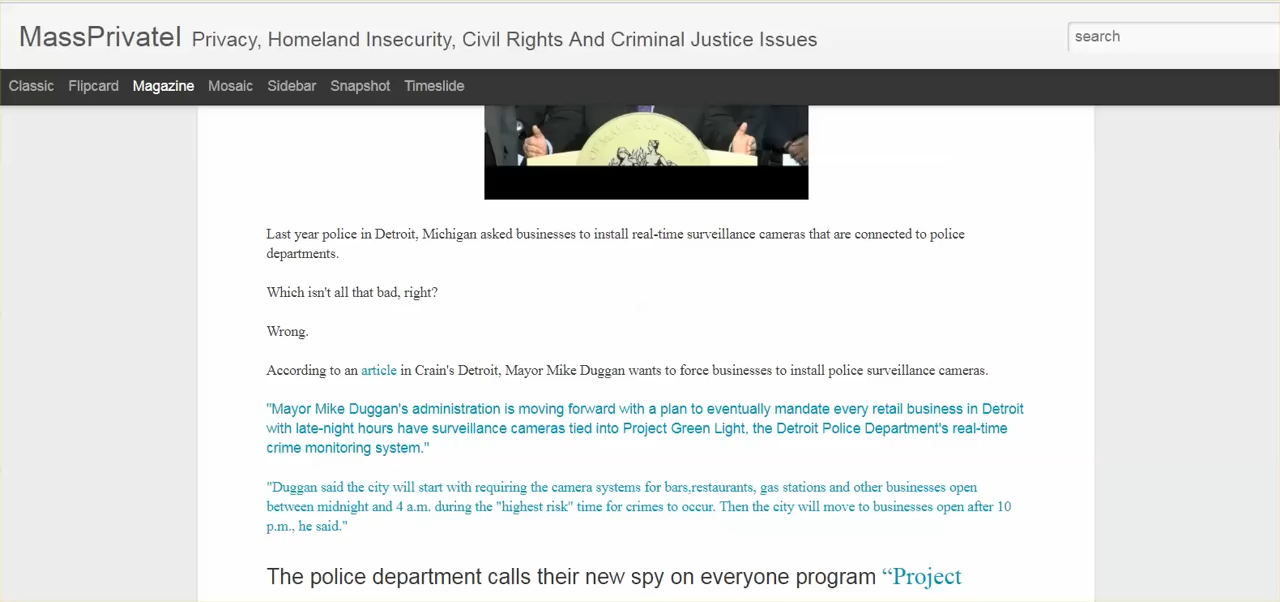 MassPrivateI Privacy, Homeland Insecurity, Civil Rights And Criminal Justice Issues
search
Classic Flipcard Magazine Mosaic Sidebar Snapshot Timeslide
Last year police in Detroit, Michigan asked businesses to install real-time surveillance cameras that are connected to police
departments.
Which isn't all that bad, right?
Wrong.
According to an article in Crain's Detroit, Mayor Mike Duggan wants to force businesses to install police surveillance cameras.
"Mayor Mike Duggan's administration is moving forward with a plan to eventually mandate every retail business in Detroit
with late-night hours have surveillance cameras tied into Project Green Light, the Detroit Police Department's real-time
crime monitoring system."
"Duggan said the city will start with requiring the camera systems for bars,restaurants, gas stations and other businesses open
between midnight and 4 a.m. during the "highest risk" time for crimes to occur. Then the city will move to businesses open after 10
p.m., he said."
The police department calls their new spy on everyone program “Project